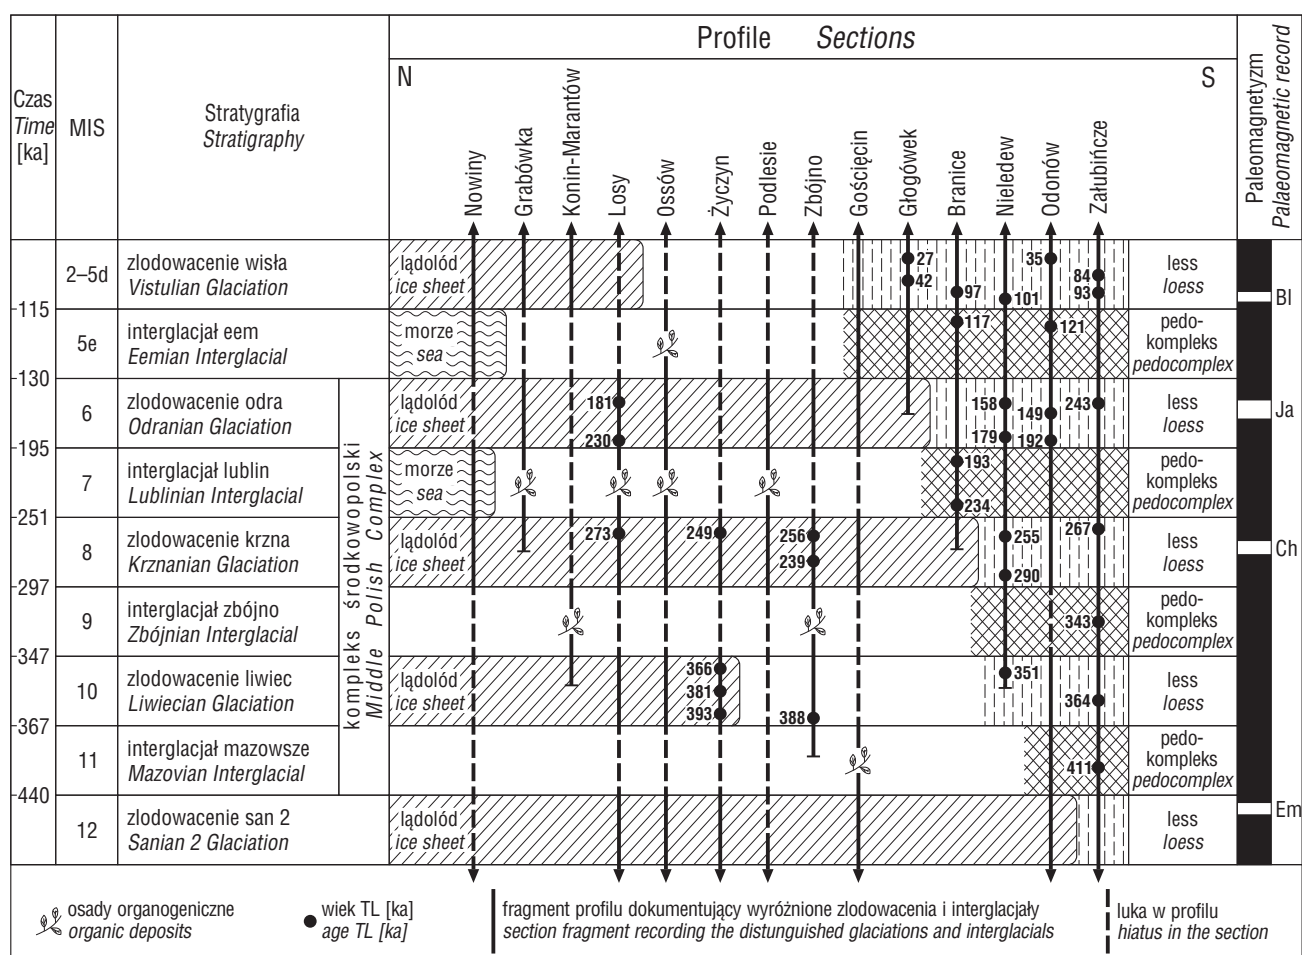 Profile Sections
Czas
Time
[ka]
MIS
Stratygrafia
Stratigraphy
N
S
Nowiny
Grabówka
Konin-Marantów
Losy
Ossów
Życzyn
Podlesie
Zbójno
Gościęcin
Głogówek
Branice
Nieledew
Odonów
Załubińcze
Paleomagnetyzm
Palaeomagnetic record
2–5d
zlodowacenie wisła
Vistulian Glaciation
lądolód
ice sheet
27
42
97
101
35
84
93
less
loess
Bl
115
5e
interglacjał eem
Eemian Interglacial
morze
sea
117
121
pedo-
kompleks
pedocomplex
130
kompleks środkowopolski
Middle Polish Complex
6
zlodowacenie odra
Odranian Glaciation
lądolód
ice sheet
181
230
158
179
149
192
243
less
loess
Ja
195
7
interglacjał lublin
Lublinian Interglacial
morze
sea
193
234
pedo-
kompleks
pedocomplex
251
8
zlodowacenie krzna
Krznanian Glaciation
lądolód
ice sheet
273
249
256
239
255
290
267
less
loess
Ch
297
9
interglacjał zbójno
Zbójnian Interglacial
343
pedo-
kompleks
pedocomplex
347
10
zlodowacenie liwiec
Liwiecian Glaciation
lądolód
ice sheet
366
381
393
388
351
364
less
loess
367
11
interglacjał mazowsze
Mazovian Interglacial
411
pedo-
kompleks
pedocomplex
440
12
zlodowacenie san 2
Sanian 2 Glaciation
lądolód
ice sheet
less
loess
Em
osady organogeniczne
organic deposits
wiek TL [ka]
age TL [ka]
fragment profilu dokumentujący wyróżnione zlodowacenia i interglacjały
section fragment recording the distinguished glaciations and interglacials
luka w profilu
hiatus in the section